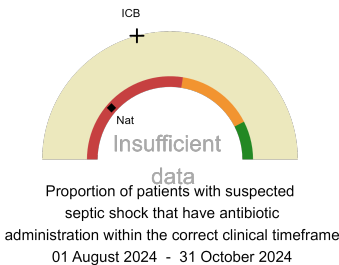 ICB
Nat
Insufficient
data
Proportion of patients with suspected
septic shock that have antibiotic
administration within the correct clinical timeframe
01 August 2024 - 31 October 2024